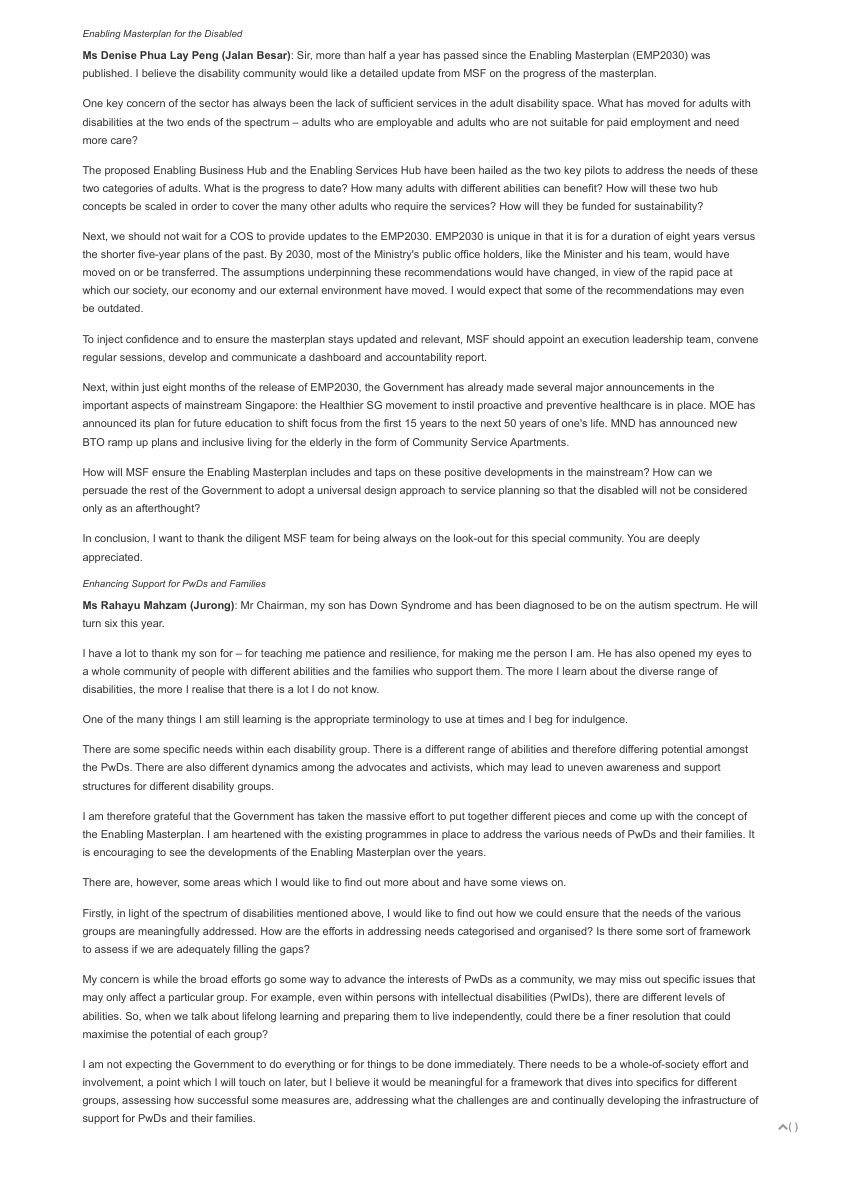 Enabling Masterplan for the Disabled
Ms Denise Phua Lay Peng (Jalan Besar): Sir, more than half a year has passed since the Enabling Masterplan (EMP2030) was
published. I believe the disability community would like a detailed update from MSF on the progress of the masterplan.
One key concern of the sector has always been the lack of sufficient services in the adult disability space. What has moved for adults with
disabilities at the two ends of the spectrum – adults who are employable and adults who are not suitable for paid employment and need
more care?
The proposed Enabling Business Hub and the Enabling Services Hub have been hailed as the two key pilots to address the needs of these
two categories of adults. What is the progress to date? How many adults with different abilities can benefit? How will these two hub
concepts be scaled in order to cover the many other adults who require the services? How will they be funded for sustainability?
Next, we should not wait for a COS to provide updates to the EMP2030. EMP2030 is unique in that it is for a duration of eight years versus
the shorter five-year plans of the past. By 2030, most of the Ministry's public office holders, like the Minister and his team, would have
moved on or be transferred. The assumptions underpinning these recommendations would have changed, in view of the rapid pace at
which our society, our economy and our external environment have moved. I would expect that some of the recommendations may even
be outdated.
To inject confidence and to ensure the masterplan stays updated and relevant, MSF should appoint an execution leadership team, convene
regular sessions, develop and communicate a dashboard and accountability report.
Next, within just eight months of the release of EMP2030, the Government has already made several major announcements in the
important aspects of mainstream Singapore: the Healthier SG movement to instil proactive and preventive healthcare is in place. MOE has
announced its plan for future education to shift focus from the first 15 years to the next 50 years of one's life. MND has announced new
BTO ramp up plans and inclusive living for the elderly in the form of Community Service Apartments.
How will MSF ensure the Enabling Masterplan includes and taps on these positive developments in the mainstream? How can we
persuade the rest of the Government to adopt a universal design approach to service planning so that the disabled will not be considered
only as an afterthought?
In conclusion, I want to thank the diligent MSF team for being always on the look-out for this special community. You are deeply
appreciated.
Enhancing Support for PwDs and Families
Ms Rahayu Mahzam (Jurong): Mr Chairman, my son has Down Syndrome and has been diagnosed to be on the autism spectrum. He will
turn six this year.
I have a lot to thank my son for – for teaching me patience and resilience, for making me the person I am. He has also opened my eyes to
a whole community of people with different abilities and the families who support them. The more I learn about the diverse range of
disabilities, the more I realise that there is a lot I do not know.
One of the many things I am still learning is the appropriate terminology to use at times and I beg for indulgence.
There are some specific needs within each disability group. There is a different range of abilities and therefore differing potential amongst
the PwDs. There are also different dynamics among the advocates and activists, which may lead to uneven awareness and support
structures for different disability groups.
I am therefore grateful that the Government has taken the massive effort to put together different pieces and come up with the concept of
the Enabling Masterplan. I am heartened with the existing programmes in place to address the various needs of PwDs and their families. It
is encouraging to see the developments of the Enabling Masterplan over the years.
There are, however, some areas which I would like to find out more about and have some views on.
Firstly, in light of the spectrum of disabilities mentioned above, I would like to find out how we could ensure that the needs of the various
groups are meaningfully addressed. How are the efforts in addressing needs categorised and organised? Is there some sort of framework
to assess if we are adequately filling the gaps?
My concern is while the broad efforts go some way to advance the interests of PwDs as a community, we may miss out specific issues that
may only affect a particular group. For example, even within persons with intellectual disabilities (PwIDs), there are different levels of
abilities. So, when we talk about lifelong learning and preparing them to live independently, could there be a finer resolution that could
maximise the potential of each group?
I am not expecting the Government to do everything or for things to be done immediately. There needs to be a whole-of-society effort and
involvement, a point which I will touch on later, but I believe it would be meaningful for a framework that dives into specifics for different
groups, assessing how successful some measures are, addressing what the challenges are and continually developing the infrastructure of
support for PwDs and their families.
( )